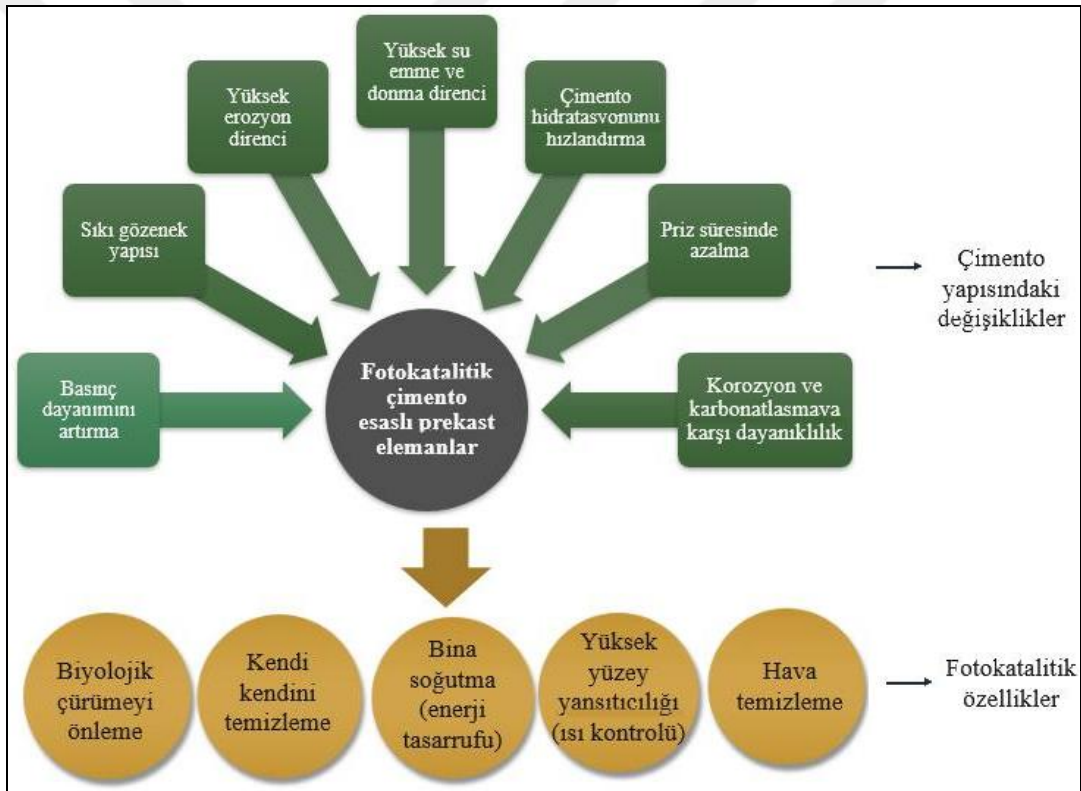 Yüksek su
emme ve
donma direnci
Yüksek
erozyon
direnci
Çimento
hidratasvonunu
hızlandırma
Sıkı gözenek
yapısı
Priz süresinde
azalma
Çimento
yapısındaki
değişiklikler
Basınç
dayanımını
artırma
Fotokatalitik
çimento
esaslı prekast
elemanlar
Korozyon ve
karbonatlasmava
karşı dayanıklılık
Biyolojik
çürümeyi
önleme
Kendi
kendini
temizleme
Bina
soğutma
(enerji
tasarrufu)
Yüksek
yüzey
yansıtıcılığı
(ısı kontrolü)
Hava
temizleme
Fotokatalitik
özellikler